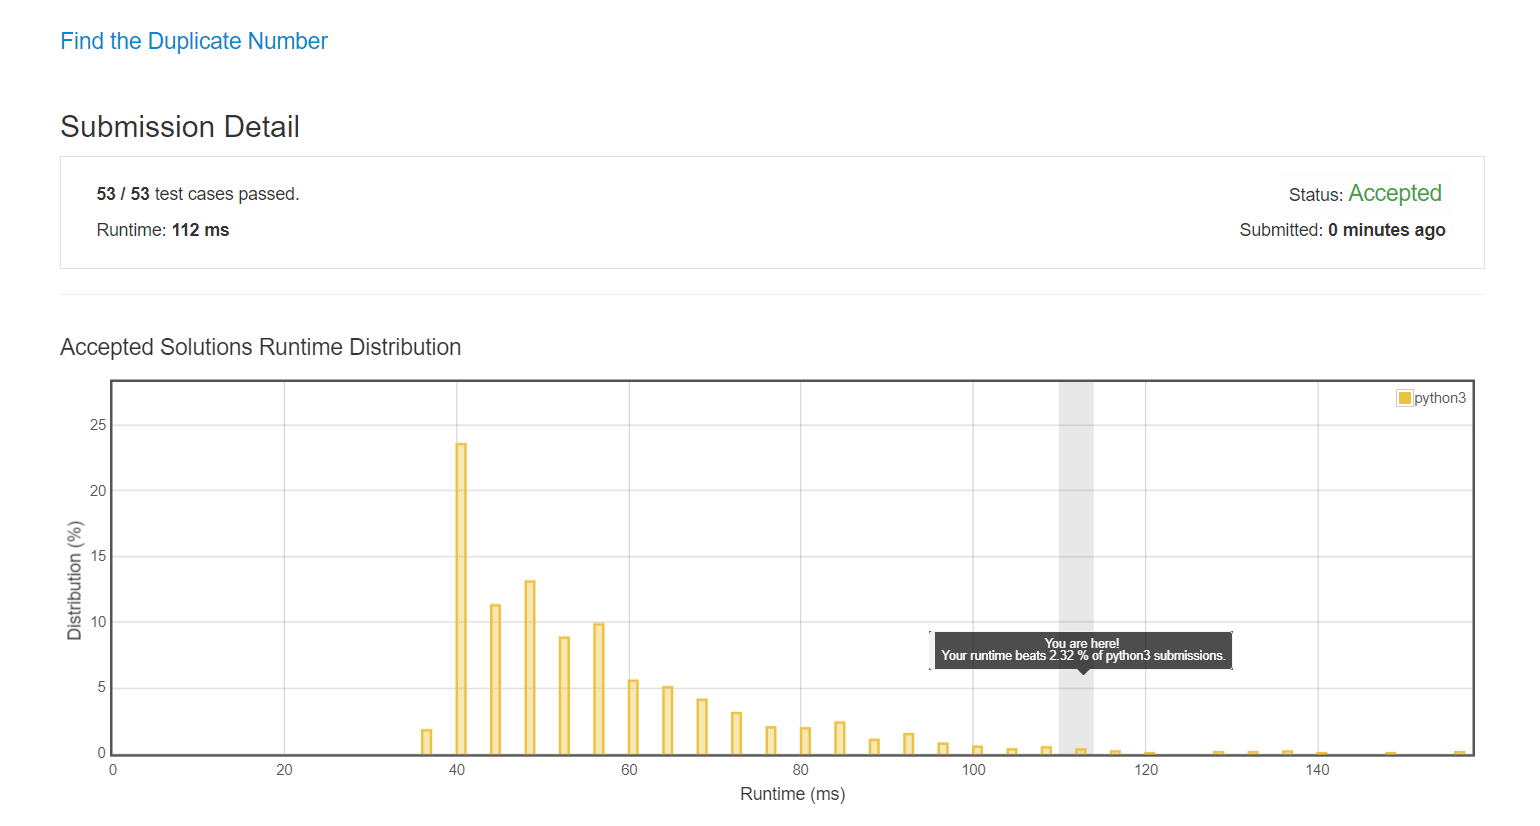 Find the Duplicate Number
Submission Detail
53 / 53 test cases passed.
Status: Accepted
Runtime: 112 ms
Submitted: 0 minutes ago
Accepted Solutions Runtime Distribution
python3
25
20
15
10
5
0
Distribution (%)
You are here!
Your runtime beats 2.32 % of python3 submissions.
0 20 40 60 80 100 120 140
Runtime (ms)